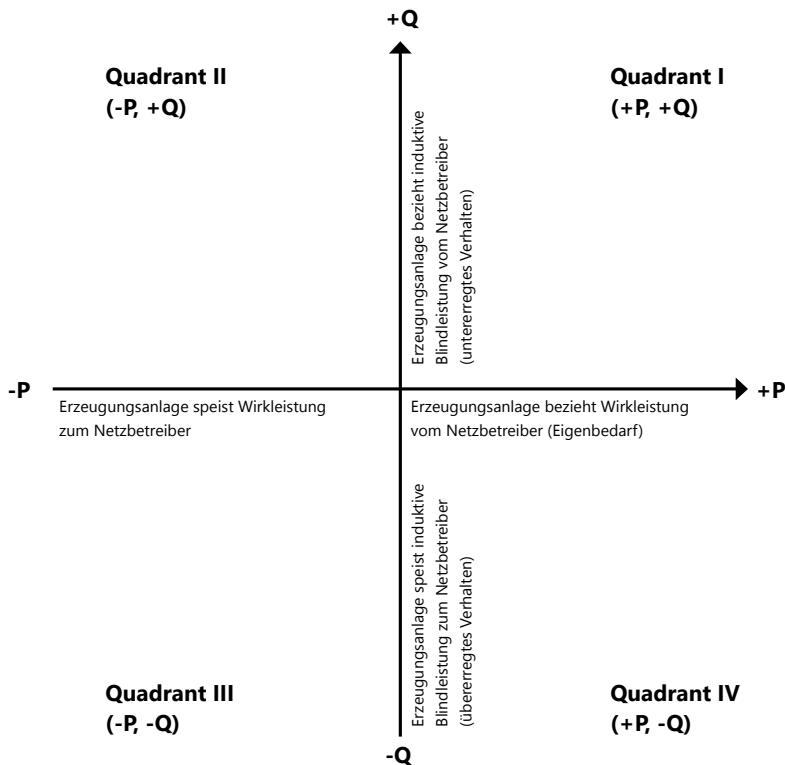 +Q
Quadrant II
(-P, +Q)
Quadrant I
(+P, +Q)
Erzeugungsanlage bezieht induktive
Blindleistung vom Netzbetreiber
(untererregtes Verhalten)
-P
+P
Erzeugungsanlage speist Wirkleistung
zum Netzbetreiber
Erzeugungsanlage bezieht Wirkleistung
vom Netzbetreiber (Eigenbedarf)
Erzeugungsanlage speist induktive
Blindleistung zum Netzbetreiber
(übererregtes Verhalten)
Quadrant III
(-P, -Q)
Quadrant IV
(+P, -Q)
-Q